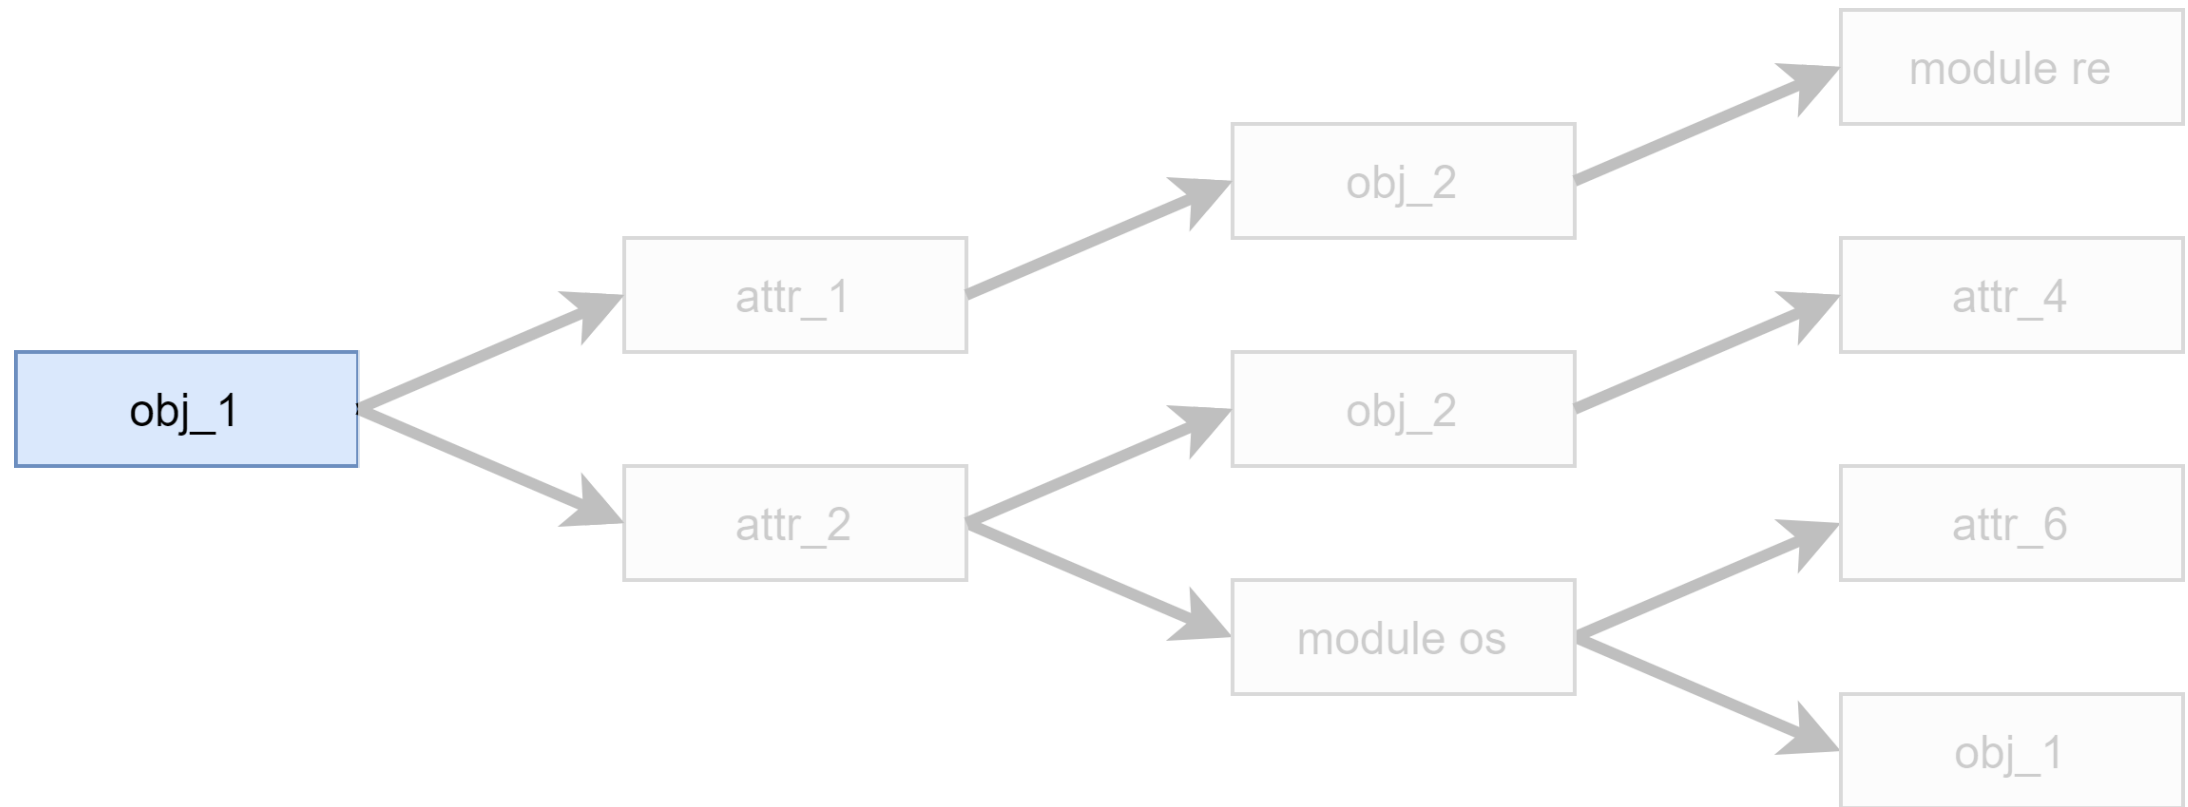 module re
obj_2
attr_1
attr_4
obj_1
obj_2
attr_2
attr_6
module os
obj_1